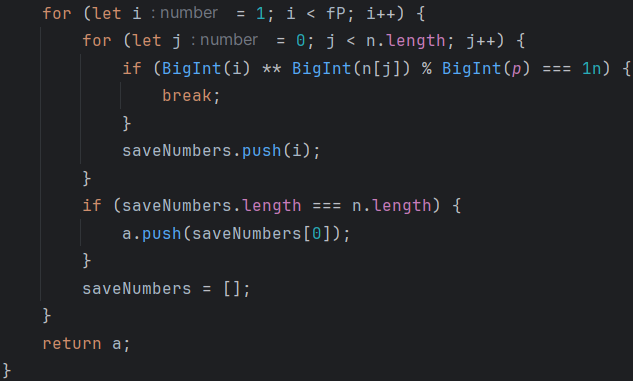 for (let i : number = 1; i < fP; i++) {
for (let j : number = 0; j < n.length; j++) {
if (BigInt(i) ** BigInt(n[j]) % BigInt(p) === 1n) {
break;
}
saveNumbers.push(i);
}
if (saveNumbers.length === n.length) {
a.push(saveNumbers[0]);
}
saveNumbers = [];
}
return a;
}